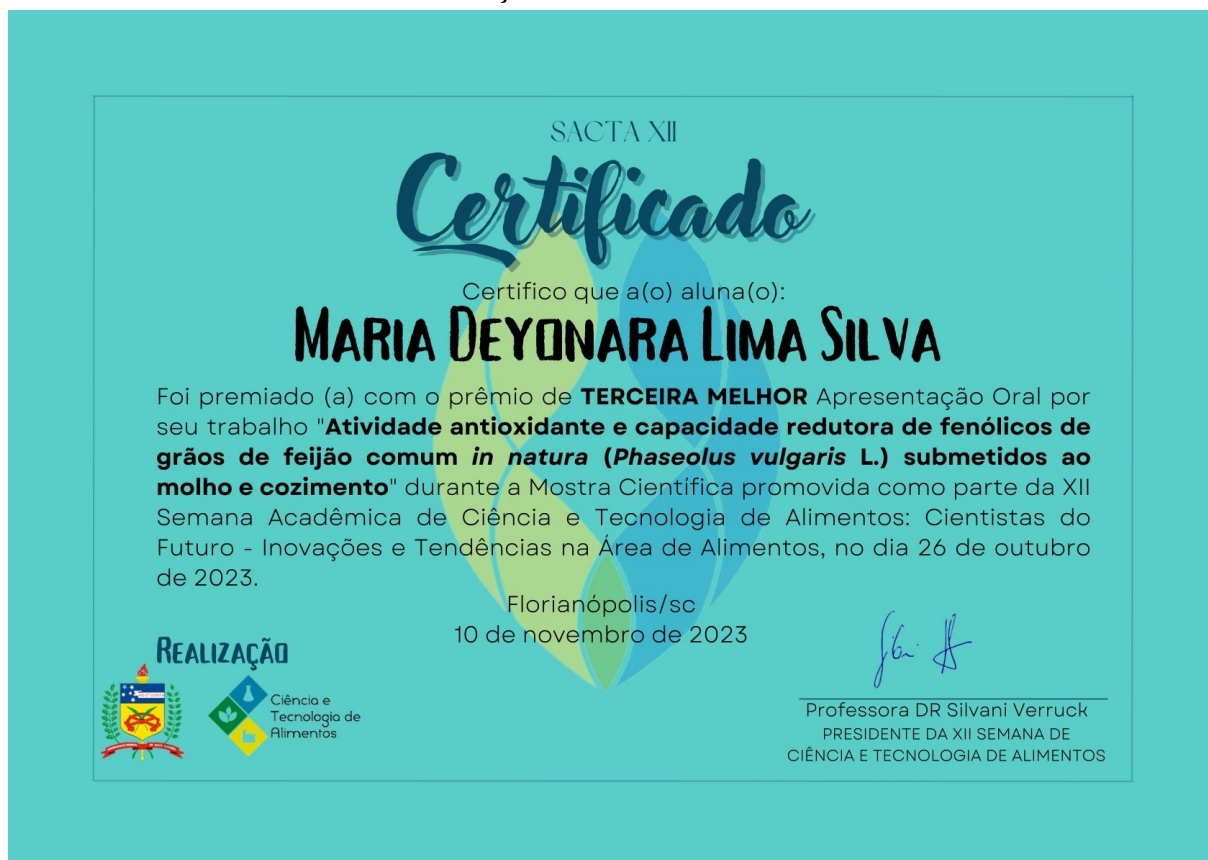 SACTA XII
Certificado
Certifico que a(o) aluna(o):
MARIA DEYONARA LIMA SILVA
Foi premiado (a) com o prêmio de TERCEIRA MELHOR Apresentação Oral por
seu trabalho "Atividade antioxidante e capacidade redutora de fenólicos de
grãos de feijão comum in natura (Phaseolus vulgaris L.) submetidos ao
molho e cozimento" durante a Mostra Científica promovida como parte da XII
Semana Acadêmica de Ciência e Tecnologia de Alimentos: Cientistas do
Futuro - Inovações e Tendências na Área de Alimentos, no dia 26 de outubro
de 2023.
Florianópolis/sc
10 de novembro de 2023
REALIZAÇÃO
Ciência e
Tecnologia de
Alimentos
Professora DR Silvani Verruck
PRESIDENTE DA XII SEMANA DE
CIÊNCIA E TECNOLOGIA DE ALIMENTOS